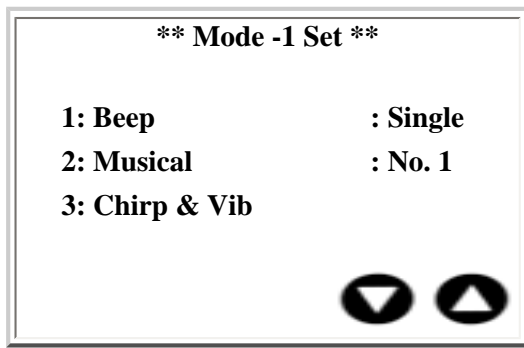 ** Mode -1 Set **
1: Beep : Single
2: Musical : No. 1
3: Chirp & Vib